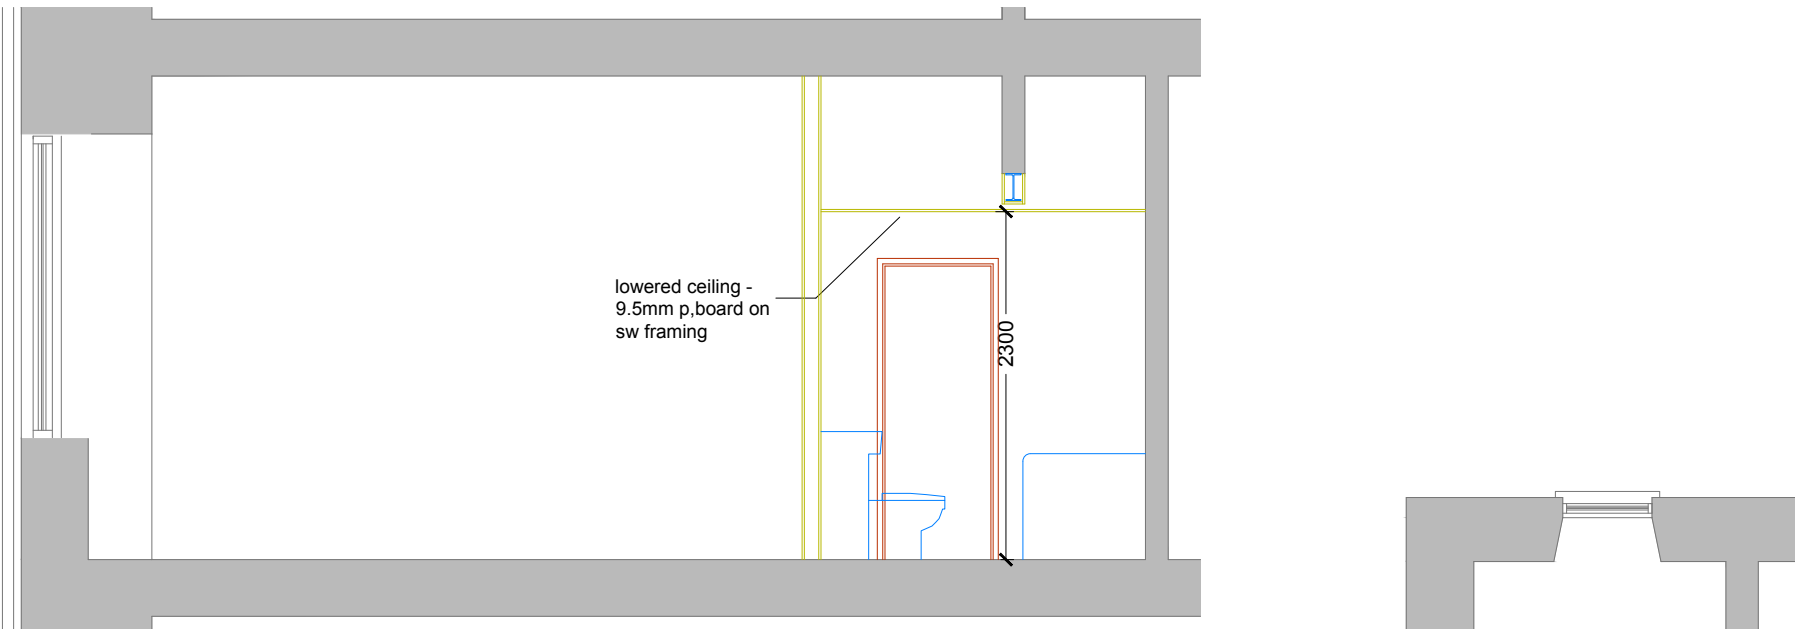 lowered ceiling -
9.5mm p,board on
sw framing
2300